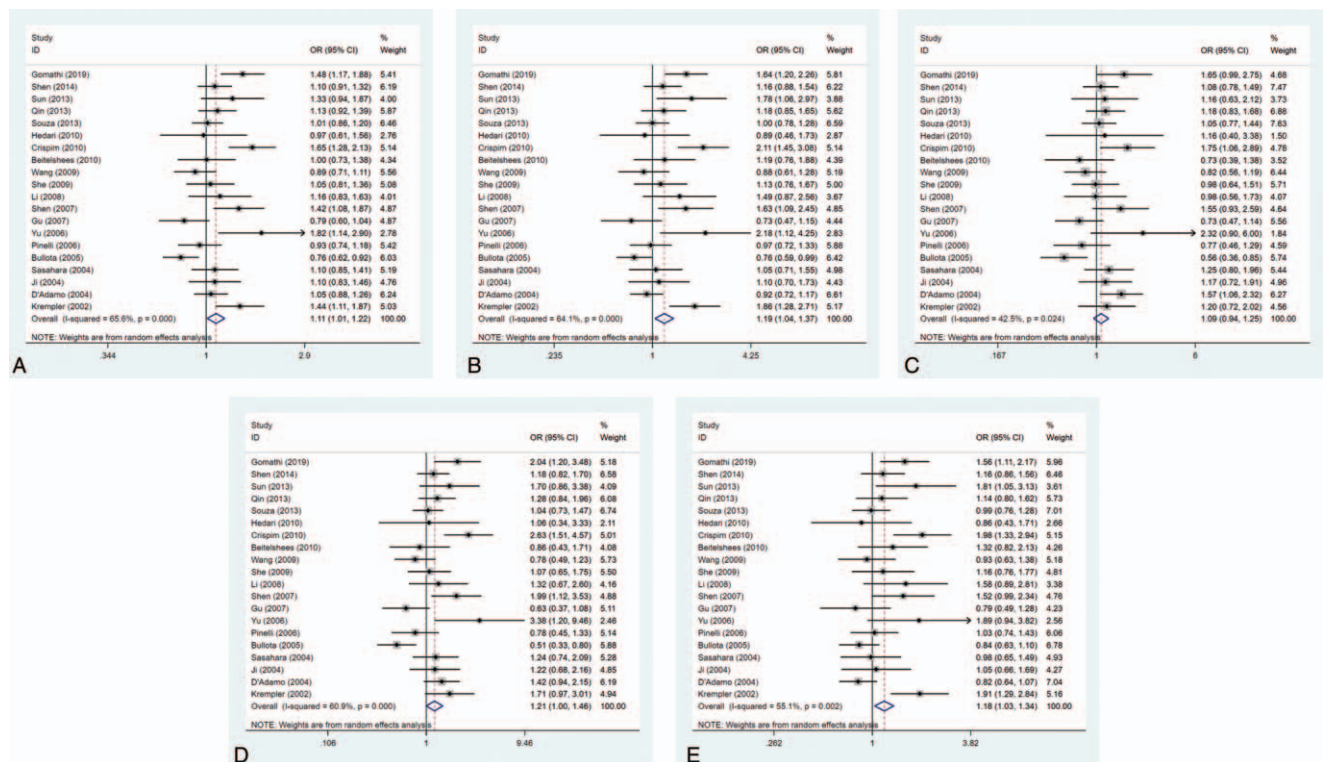 Study %
ID OR (95% CI) Weight
Gomathi (2019) 1.48 (1.17, 1.88) 5.41
Shen (2014) 1.10 (0.91, 1.32) 6.19
Sun (2013) 1.33 (0.94, 1.87) 4.00
Qin (2013) 1.13 (0.92, 1.39) 5.87
Souza (2013) 1.01 (0.86, 1.20) 6.46
Hedari (2010) 0.97 (0.61, 1.56) 2.76
Crispim (2010) 1.65 (1.28, 2.13) 5.14
Beitelshees (2010) 1.00 (0.73, 1.38) 4.34
Wang (2009) 0.89 (0.71, 1.11) 5.56
She (2009) 1.05 (0.81, 1.36) 5.08
Li (2008) 1.16 (0.83, 1.63) 4.01
Shen (2007) 1.42 (1.08, 1.87) 4.87
Gu (2007) 0.79 (0.60, 1.04) 4.87
Yu (2006) 1.82 (1.14, 2.90) 2.78
Pinelli (2006) 0.93 (0.74, 1.18) 5.42
Bullota (2005) 0.76 (0.62, 0.92) 6.03
Sasahara (2004) 1.10 (0.85, 1.41) 5.19
Ji (2004) 1.10 (0.83, 1.46) 4.76
D'Adamo (2004) 1.05 (0.88, 1.26) 6.24
Krempler (2002) 1.44 (1.11, 1.87) 5.03
Overall (I-squared = 65.6%, p = 0.000) 1.11 (1.01, 1.22) 100.00
NOTE: Weights are from random effects analysis
.344 1 2.9
A
Study %
ID OR (95% CI) Weight
Gomathi (2019) 1.64 (1.20, 2.26) 5.81
Shen (2014) 1.16 (0.88, 1.54) 6.22
Sun (2013) 1.78 (1.06, 2.97) 3.88
Qin (2013) 1.18 (0.85, 1.65) 5.62
Souza (2013) 1.00 (0.78, 1.28) 6.59
Hedari (2010) 0.89 (0.46, 1.73) 2.87
Crispim (2010) 2.11 (1.45, 3.08) 5.14
Beitelshees (2010) 1.19 (0.76, 1.88) 4.39
Wang (2009) 0.88 (0.61, 1.28) 5.19
She (2009) 1.13 (0.76, 1.67) 5.00
Li (2008) 1.49 (0.87, 2.56) 3.67
Shen (2007) 1.63 (1.09, 2.45) 4.85
Gu (2007) 0.73 (0.47, 1.15) 4.44
Yu (2006) 2.18 (1.12, 4.25) 2.83
Pinelli (2006) 0.97 (0.72, 1.33) 5.88
Bullota (2005) 0.76 (0.59, 0.99) 6.42
Sasahara (2004) 1.05 (0.71, 1.55) 4.98
Ji (2004) 1.10 (0.70, 1.73) 4.43
D'Adamo (2004) 0.92 (0.72, 1.17) 6.61
Krempler (2002) 1.86 (1.28, 2.71) 5.17
Overall (I-squared = 64.1%, p = 0.000) 1.19 (1.04, 1.37) 100.00
NOTE: Weights are from random effects analysis
.235 1 4.25
B
Study %
ID OR (95% CI) Weight
Gomathi (2019) 1.65 (0.99, 2.75) 4.68
Shen (2014) 1.08 (0.78, 1.49) 7.47
Sun (2013) 1.16 (0.63, 2.12) 3.73
Qin (2013) 1.18 (0.83, 1.68) 6.88
Souza (2013) 1.05 (0.77, 1.44) 7.63
Hedari (2010) 1.16 (0.40, 3.38) 1.50
Crispim (2010) 1.75 (1.06, 2.89) 4.78
Beitelshees (2010) 0.73 (0.39, 1.38) 3.52
Wang (2009) 0.82 (0.56, 1.19) 6.44
She (2009) 0.98 (0.64, 1.51) 5.71
Li (2008) 0.98 (0.56, 1.73) 4.07
Shen (2007) 1.55 (0.93, 2.59) 4.64
Gu (2007) 0.73 (0.47, 1.14) 5.56
Yu (2006) 2.32 (0.90, 6.00) 1.84
Pinelli (2006) 0.77 (0.46, 1.29) 4.63
Bullota (2005) 0.56 (0.36, 0.85) 5.74
Sasahara (2004) 1.25 (0.80, 1.96) 5.44
Ji (2004) 1.17 (0.72, 1.91) 4.96
D'Adamo (2004) 1.57 (1.06, 2.32) 6.24
Krempler (2002) 1.20 (0.72, 2.02) 4.56
Overall (I-squared = 42.5%, p = 0.024) 1.09 (0.94, 1.25) 100.00
NOTE: Weights are from random effects analysis
.167 1 6
C
Study %
ID OR (95% CI) Weight
Gomathi (2019) 2.04 (1.20, 3.48) 5.18
Shen (2014) 1.18 (0.82, 1.70) 6.58
Sun (2013) 1.70 (0.86, 3.38) 4.09
Qin (2013) 1.28 (0.84, 1.96) 6.08
Souza (2013) 1.04 (0.73, 1.47) 6.74
Hedari (2010) 1.06 (0.34, 3.33) 2.11
Crispim (2010) 2.63 (1.51, 4.57) 5.01
Beitelshees (2010) 0.86 (0.43, 1.71) 4.08
Wang (2009) 0.78 (0.49, 1.23) 5.73
She (2009) 1.07 (0.65, 1.75) 5.50
Li (2008) 1.32 (0.67, 2.60) 4.16
Shen (2007) 1.99 (1.12, 3.53) 4.88
Gu (2007) 0.63 (0.37, 1.08) 5.11
Yu (2006) 3.38 (1.20, 9.46) 2.46
Pinelli (2006) 0.78 (0.45, 1.33) 5.14
Bullota (2005) 0.51 (0.33, 0.80) 5.88
Sasahara (2004) 1.24 (0.74, 2.09) 5.28
Ji (2004) 1.22 (0.68, 2.16) 4.85
D'Adamo (2004) 1.42 (0.94, 2.15) 6.19
Krempler (2002) 1.71 (0.97, 3.01) 4.94
Overall (I-squared = 60.9%, p = 0.000) 1.21 (1.00, 1.46) 100.00
NOTE: Weights are from random effects analysis
.106 1 9.46
D
Study %
ID OR (95% CI) Weight
Gomathi (2019) 1.56 (1.11, 2.17) 5.96
Shen (2014) 1.16 (0.86, 1.56) 6.46
Sun (2013) 1.81 (1.05, 3.13) 3.61
Qin (2013) 1.14 (0.80, 1.62) 5.73
Souza (2013) 0.99 (0.76, 1.28) 7.01
Hedari (2010) 0.86 (0.43, 1.71) 2.66
Crispim (2010) 1.98 (1.33, 2.94) 5.15
Beitelshees (2010) 1.32 (0.82, 2.13) 4.26
Wang (2009) 0.93 (0.63, 1.38) 5.18
She (2009) 1.16 (0.76, 1.77) 4.81
Li (2008) 1.58 (0.89, 2.81) 3.38
Shen (2007) 1.52 (0.99, 2.34) 4.76
Gu (2007) 0.79 (0.49, 1.28) 4.23
Yu (2006) 1.89 (0.94, 3.82) 2.56
Pinelli (2006) 1.03 (0.74, 1.43) 6.06
Bullota (2005) 0.84 (0.63, 1.10) 6.78
Sasahara (2004) 0.98 (0.65, 1.49) 4.93
Ji (2004) 1.05 (0.66, 1.69) 4.27
D'Adamo (2004) 0.82 (0.64, 1.07) 7.04
Krempler (2002) 1.91 (1.29, 2.84) 5.16
Overall (I-squared = 55.1%, p = 0.002) 1.18 (1.03, 1.34) 100.00
NOTE: Weights are from random effects analysis
.262 1 3.82
E